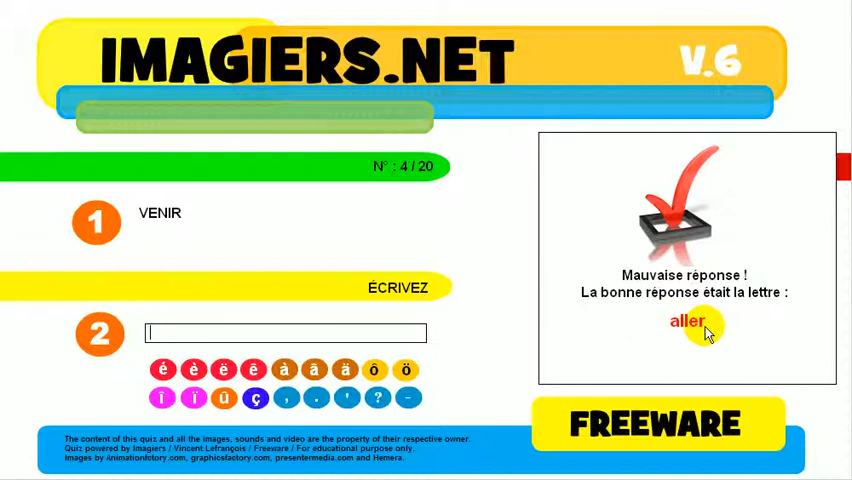 IMAGIERS.NET
V.6
N° : 4 / 20
1
VENIR
ÉCRIVEZ
2
é è ë ê à â ä ô ö
î ï û ç , . ' ? -
Mauvaise réponse !
La bonne réponse était la lettre :
aller
FREEWARE
The content of this quiz and all the images, sounds and video are the property of their respective owner.
Quiz powered by Imagiers / Vincent Lefrançois / Freeware / For educational purpose only.
Images by Animationfctory.com, graphicsfactory.com, presentermedia.com and Hemera.